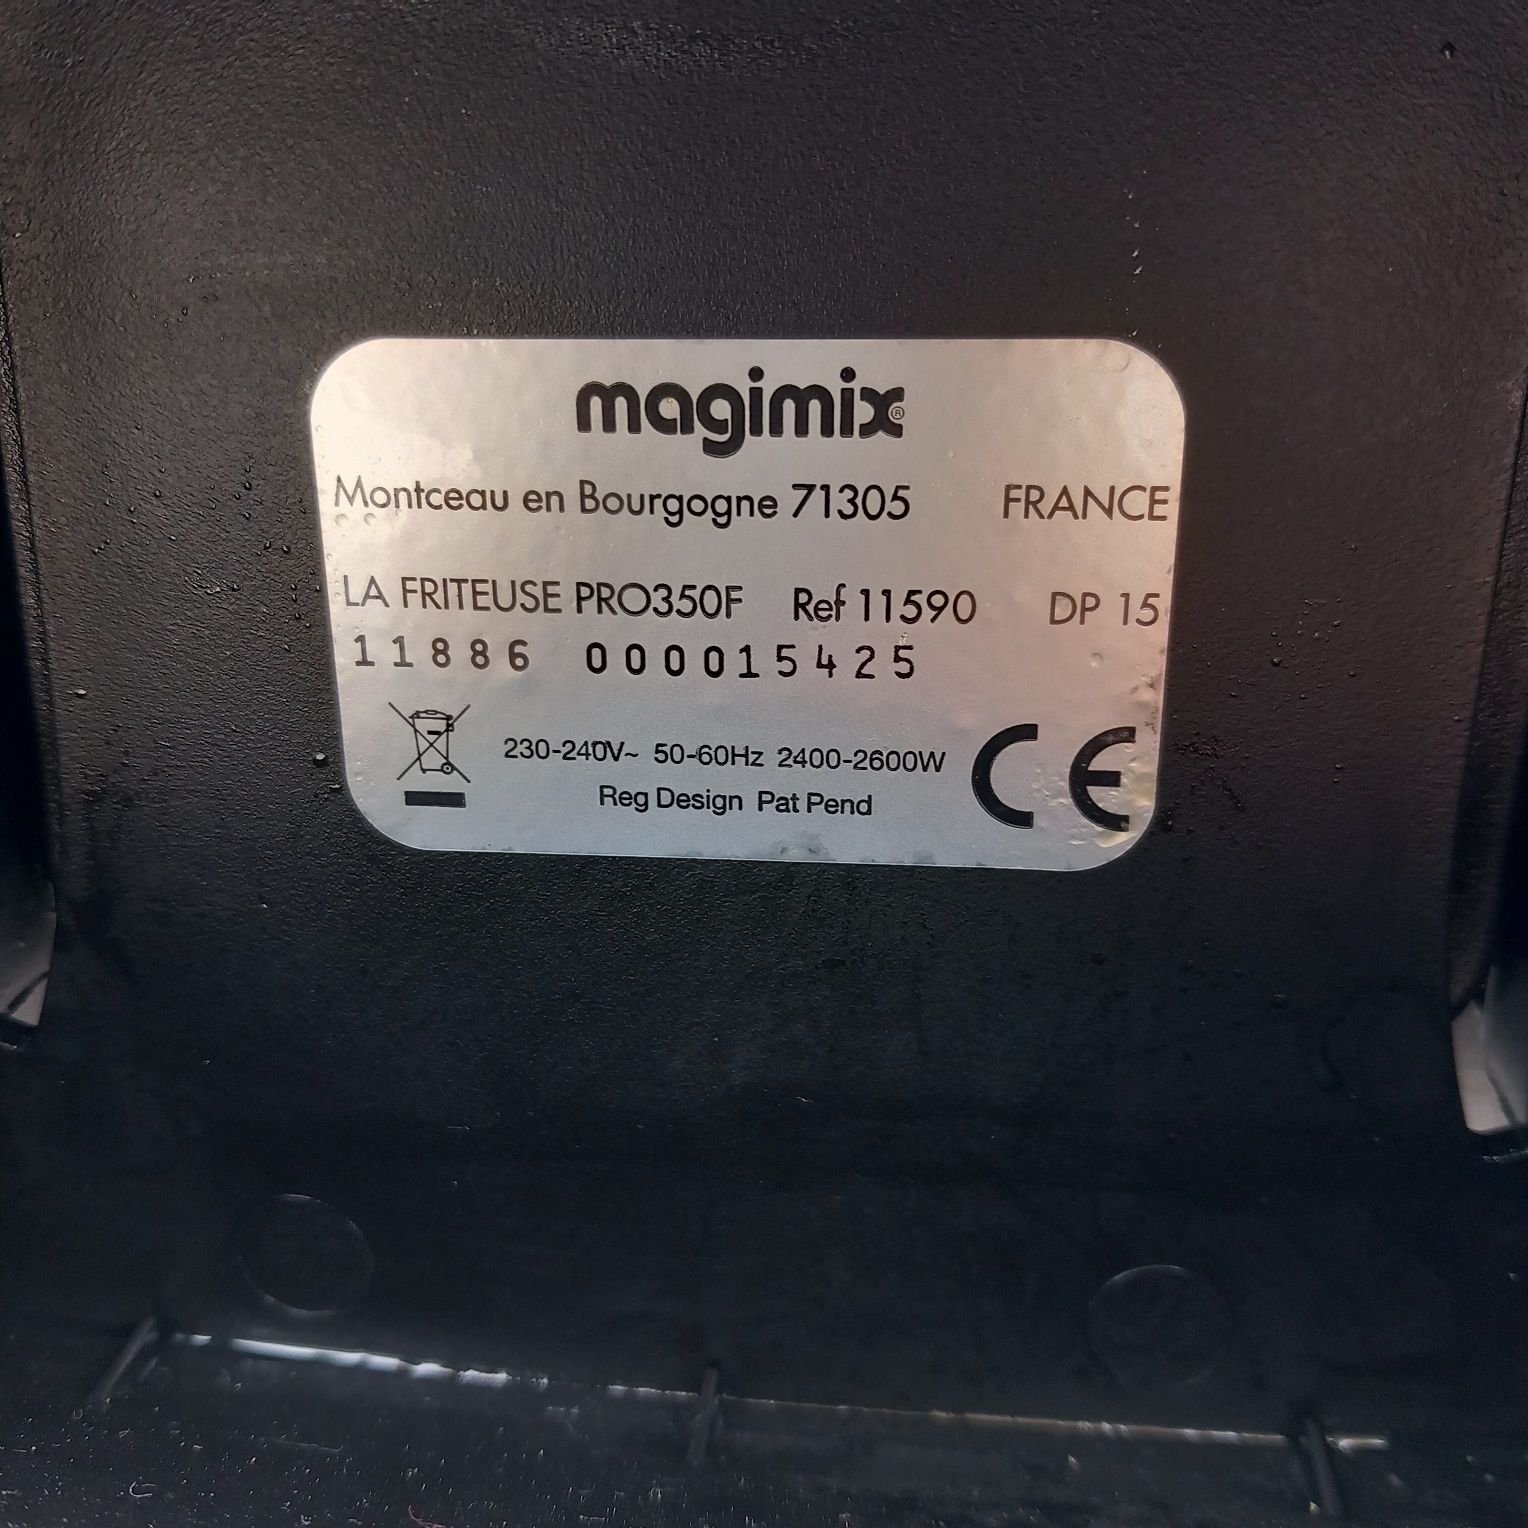 magimix®
Montceau en Bourgogne 71305 FRANCE
LA FRITEUSE PRO350F Ref 11590 DP 15
11886 000015425
230-240V~ 50-60Hz 2400-2600W
Reg Design Pat Pend
CE